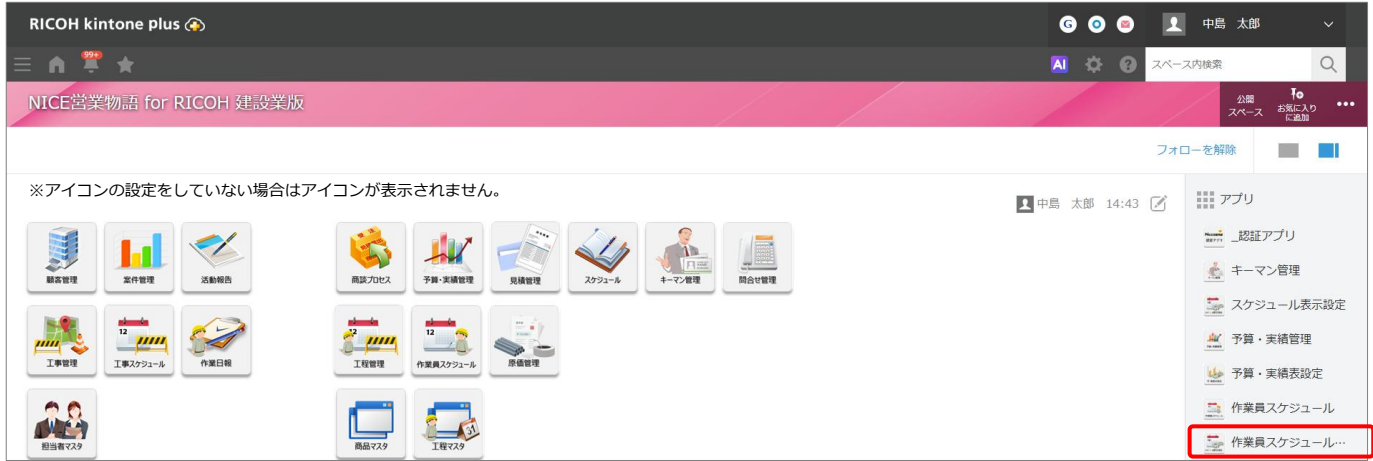 RICOH kintone plus
G
中島 太郎
99+
AI
スペース内検索
NICE営業物語 for RICOH 建設業版
公開
スペース
お気に入り
に追加
フォローを解除
※アイコンの設定をしていない場合はアイコンが表示されません。
中島 太郎 14:43
アプリ
顧客管理
案件管理
活動報告
商談プロセス
予算・実績管理
見積管理
スケジュール
キーマン管理
問合せ管理
工事管理
12
工事スケジュール
作業日報
12
工程管理
12
作業員スケジュール
原価管理
担当者マスタ
商品マスタ
31
工程マスタ
_認証アプリ
キーマン管理
スケジュール表示設定
予算・実績管理
予算・実績表設定
作業員スケジュール
作業員スケジュール…